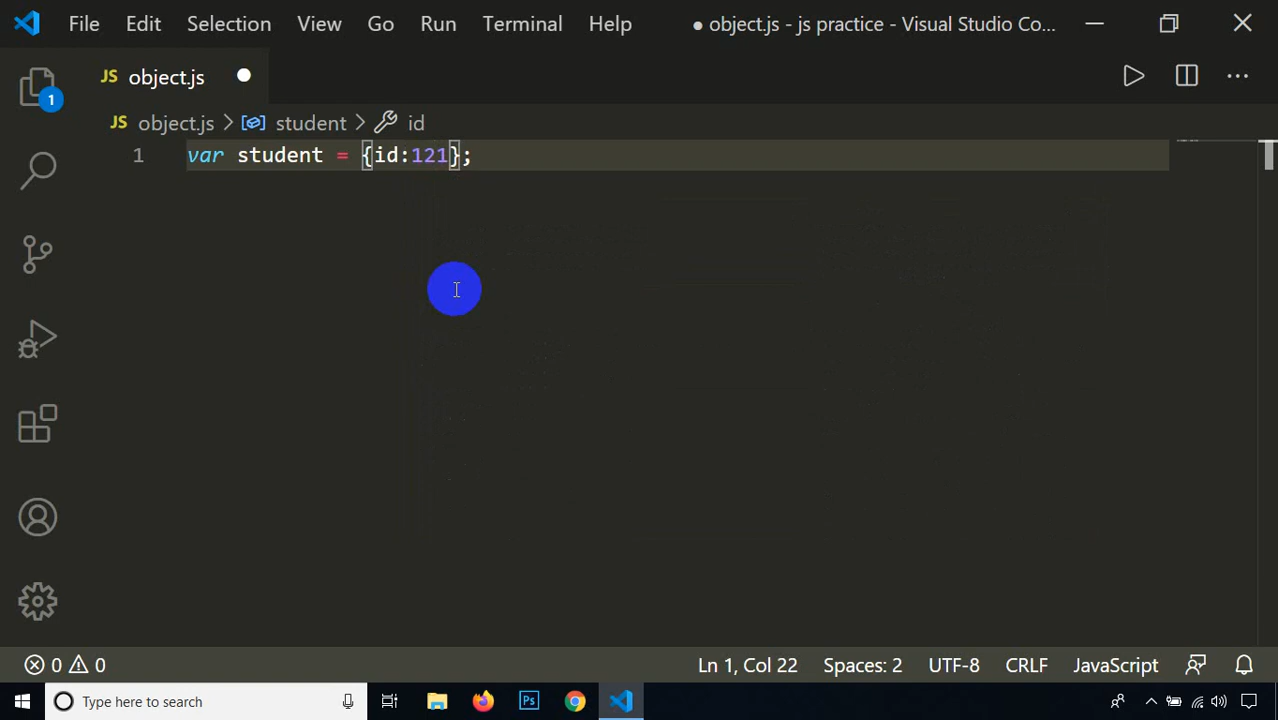 File Edit Selection View Go Run Terminal Help ● object.js - js practice - Visual Studio Co...
JS object.js ●
1
JS object.js > student > id
1 var student = {id:121};
0 0 Ln 1, Col 22 Spaces: 2 UTF-8 CRLF JavaScript
Type here to search Ps